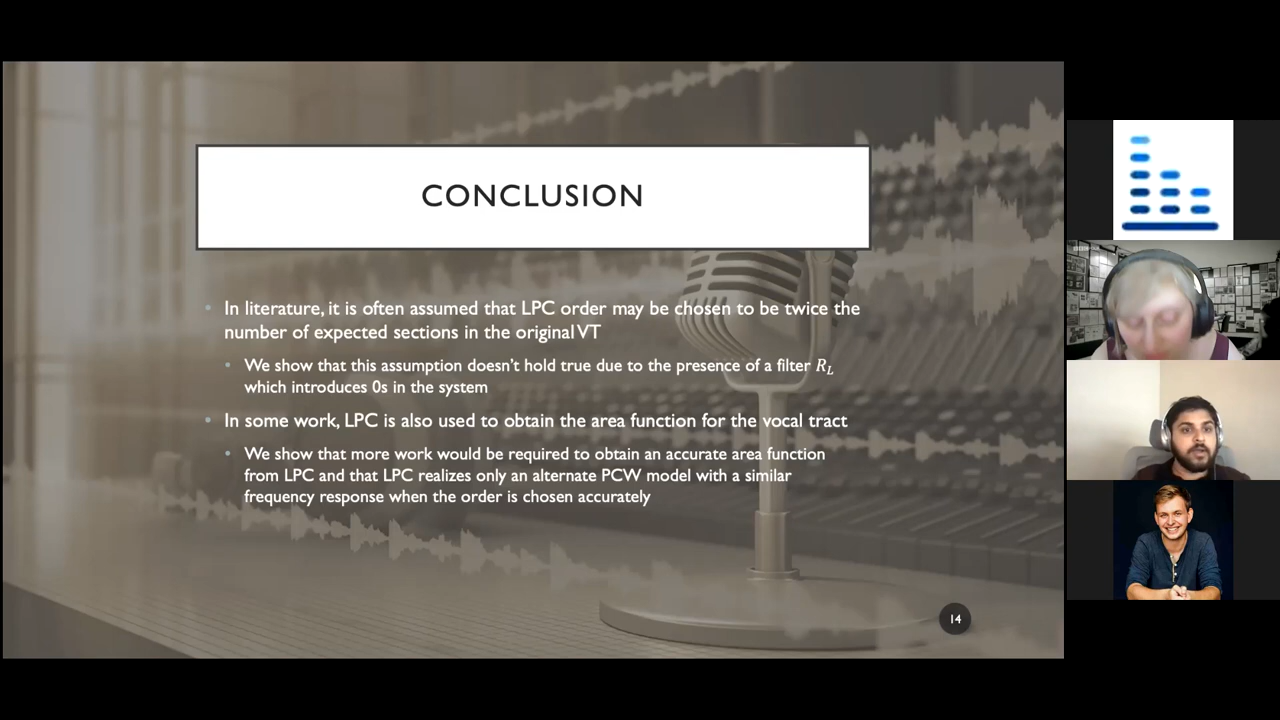 CONCLUSION
In literature, it is often assumed that LPC order may be chosen to be twice the
number of expected sections in the original VT
We show that this assumption doesn't hold true due to the presence of a filter R_L
which introduces 0s in the system
In some work, LPC is also used to obtain the area function for the vocal tract
We show that more work would be required to obtain an accurate area function
from LPC and that LPC realizes only an alternate PCW model with a similar
frequency response when the order is chosen accurately
14